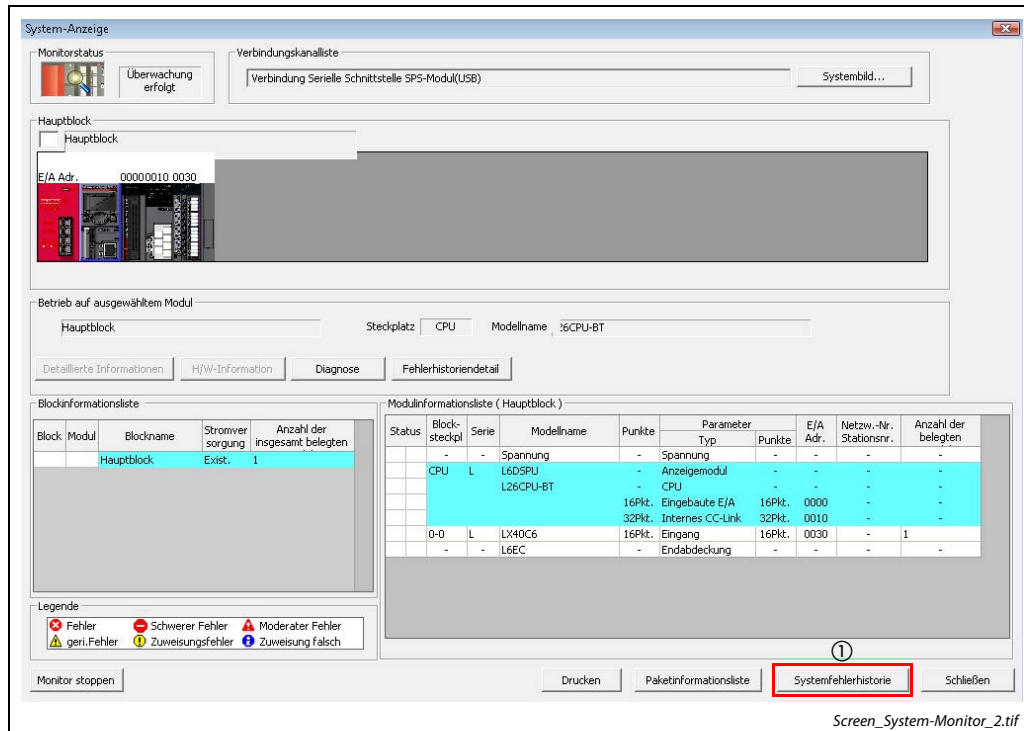 System-Anzeige
Monitorstatus
Überwachung
erfolgt
Verbindungskanalliste
Verbindung Serielle Schnittstelle SPS-Modul(USB)
Systembild...
Hauptblock
Hauptblock
E/A Adr. 00000010 0030
Betrieb auf ausgewähltem Modul
Hauptblock
Steckplatz CPU Modellname 26CPU-BT
Detaillierte Informationen H/W-Information Diagnose Fehlerhistoriendetail
Blockinformationsliste
Block Modul Blockname Stromver sorgung Anzahl der insgesamt belegten
Hauptblock Exist. 1
Modulinformationsliste ( Hauptblock )
Status Block-steckpl Serie Modellname Punkte Parameter Typ Punkte E/A Adr. Netzw.-Nr. Stationsnr. Anzahl der belegten
- - Spannung - Spannung - - - -
CPU L L6DSPU - Anzeigemodul - - - -
L26CPU-BT - CPU - - - -
16Pkt. Eingebaute E/A 16Pkt. 0000 - -
32Pkt. Internes CC-Link 32Pkt. 0010 - -
0-0 L LX40C6 16Pkt. Eingang 16Pkt. 0030 - 1
- - L6EC - Endabdeckung - - - -
Legende
Fehler Schwerer Fehler Moderater Fehler
geri.Fehler Zuweisungsfehler Zuweisung falsch
①
Monitor stoppen Drucken Paketinformationsliste Systemfehlerhistorie Schließen
Screen_System-Monitor_2.tif